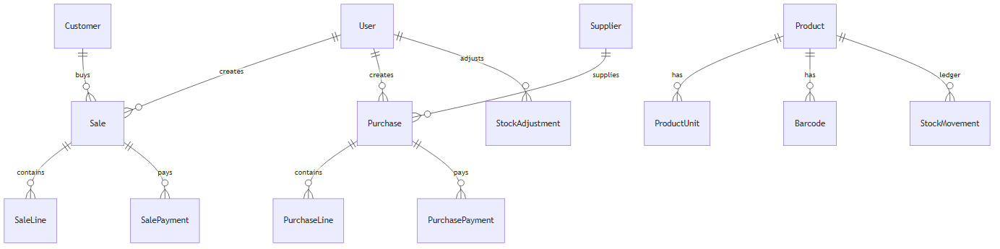 Customer
User
Supplier
Product
buys
creates
creates
adjusts
supplies
has
has
ledger
Sale
Purchase
StockAdjustment
ProductUnit
Barcode
StockMovement
contains
pays
contains
pays
SaleLine
SalePayment
PurchaseLine
PurchasePayment